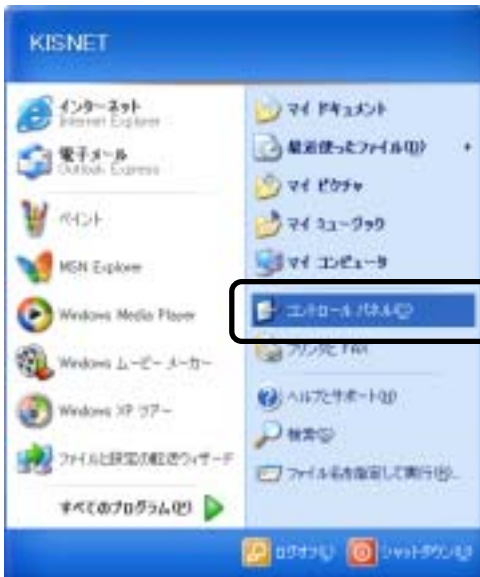 KISNET
インターネット
Internet Explorer
電子メール
Outlook Express
ペイント
MSN Explorer
Windows Media Player
Windows ムービー メーカー
Windows XP ツアー
ファイルと設定の転送ウィザード
すべてのプログラム(P)
マイ ドキュメント
最近使ったファイル(D)
マイ ピクチャ
マイ ミュージック
マイ コンピュータ
コントロール パネル(C)
プリンタと FAX
ヘルプとサポート(H)
検索(S)
ファイル名を指定して実行(R)...
ログオフ(L)
シャットダウン(U)